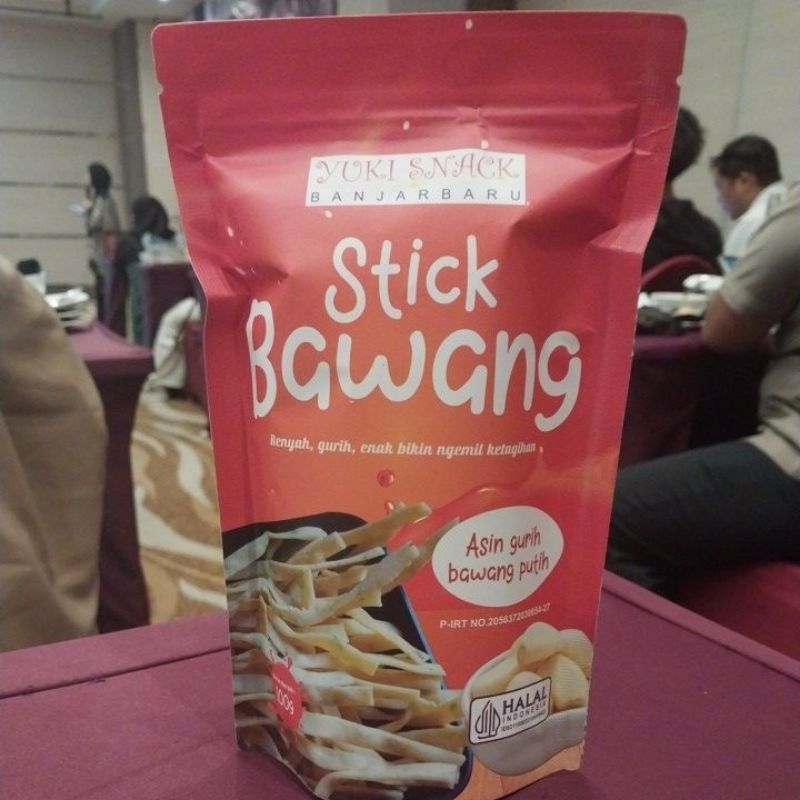 YUKI SNACK
BANJARBARU
Stick
Bawang
Renyah, gurih, enak bikin ngemil ketagihan
Asin gurih
bawang putih
P-IRT NO.2056372030654-27
100g
HALAL
INDONESIA